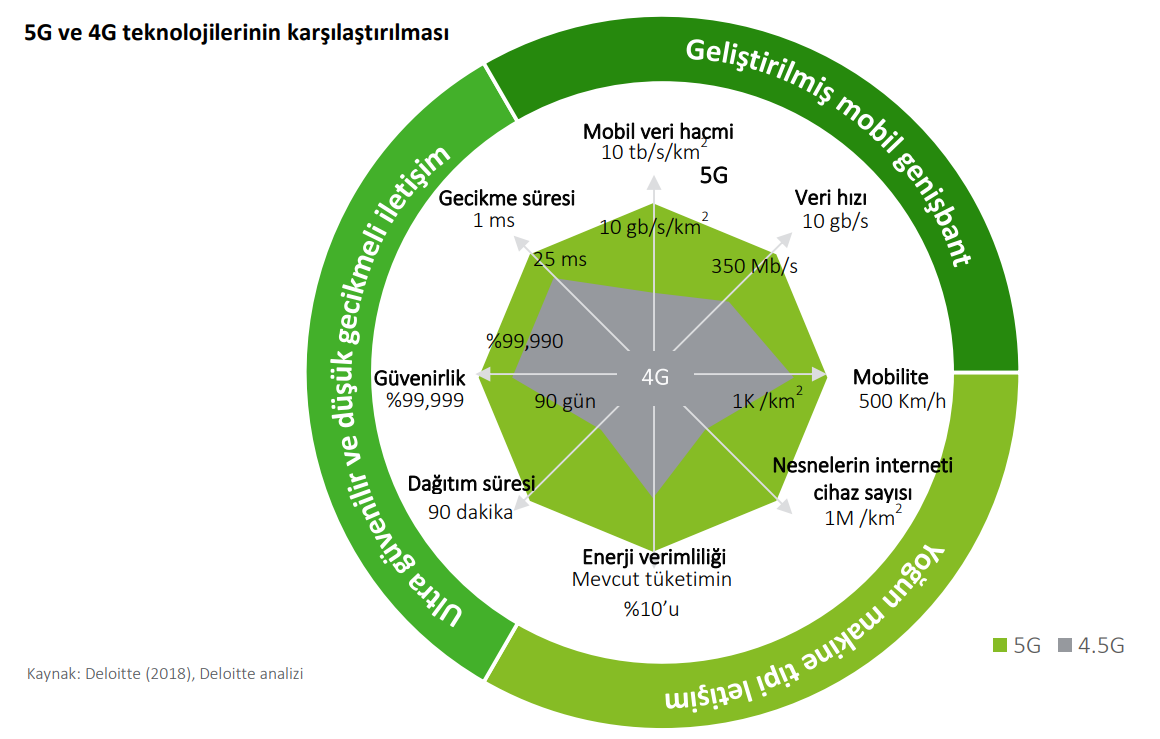 5G ve 4G teknolojilerinin karşılaştırılması
Geliştirilmiş mobil genişbant
Ultra güvenilir ve düşük gecikmeli iletişim
Yoğun makine tipi letişim
Mobil veri hacmi
10 tb/s/km²
5G
Gecikme süresi
1 ms
Veri hızı
10 gb/s
10 gb/s/km²
25 ms
350 Mb/s
%99,990
4G
Güvenirlik
%99,999
Mobilite
500 Km/h
90 gün
1K /km²
Dağıtım süresi
90 dakika
Nesnelerin interneti
cihaz sayısı
1M /km²
Enerji verimliliği
Mevcut tüketimin
%10’u
5G
4.5G
Kaynak: Deloitte (2018), Deloitte analizi